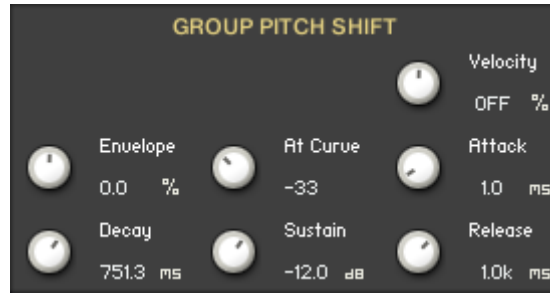 GROUP PITCH SHIFT
Velocity
OFF %
Envelope At Curve Attack
0.0 % -33 1.0 ms
Decay Sustain Release
751.3 ms -12.0 dB 1.0k ms